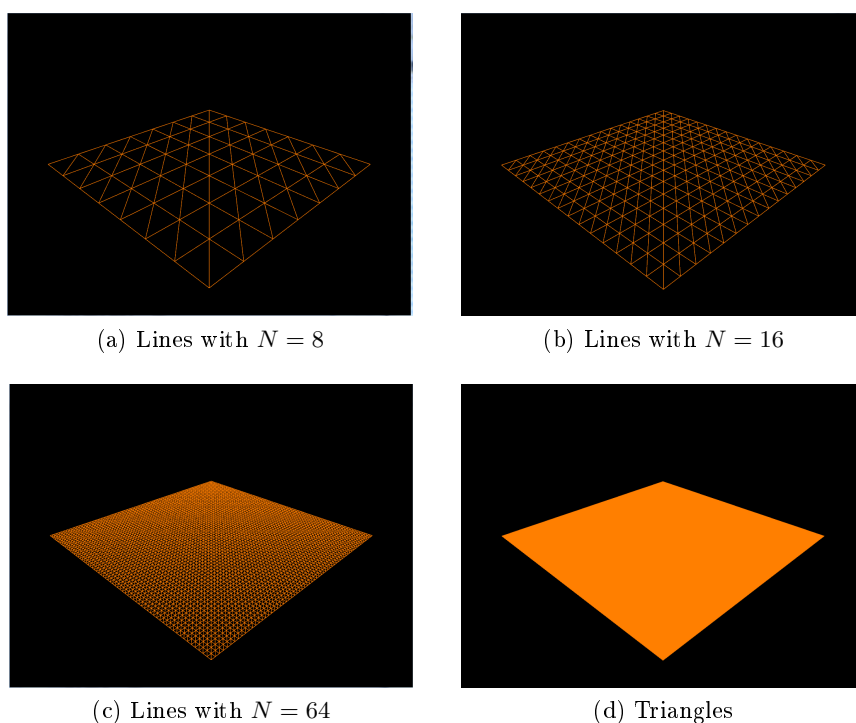 (a) Lines with N = 8
(b) Lines with N = 16
(c) Lines with N = 64
(d) Triangles